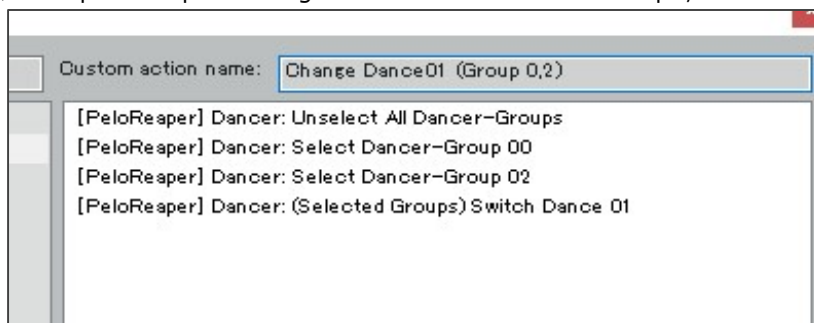 Custom action name: Change Dance01 (Group 0,2)
[PeloReaper] Dancer: Unselect All Dancer-Groups
[PeloReaper] Dancer: Select Dancer-Group 00
[PeloReaper] Dancer: Select Dancer-Group 02
[PeloReaper] Dancer: (Selected Groups) Switch Dance 01